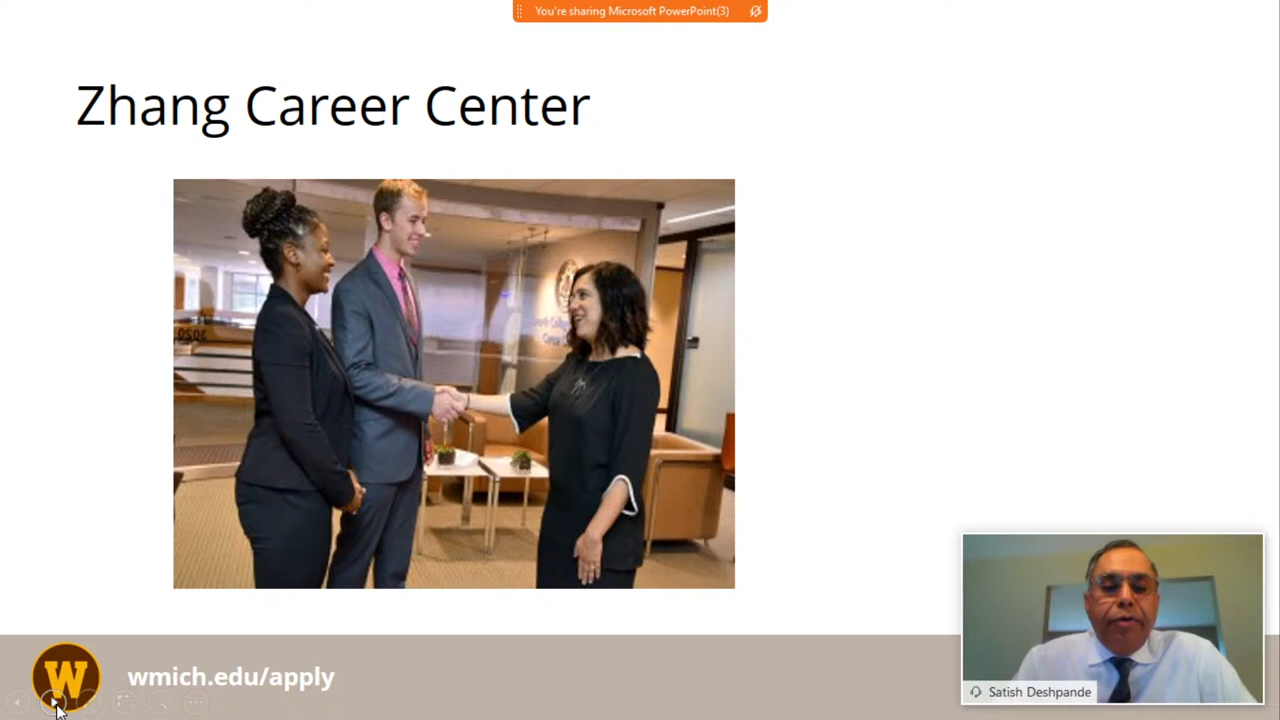 You're sharing Microsoft PowerPoint(3)
Zhang Career Center
W
wmich.edu/apply
Satish Deshpande